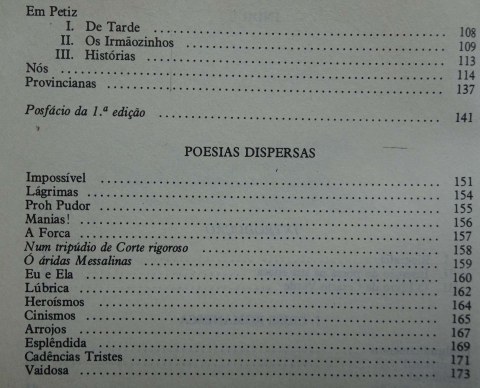 Em Petiz
I. De Tarde ........ 108
II. Os Irmãozinhos ........ 109
III. Histórias ........ 113
Nós ........ 114
Provincianas ........ 137
Posfácio da 1.ª edição ........ 141
POESIAS DISPERSAS
Impossível ........ 151
Lágrimas ........ 154
Proh Pudor ........ 155
Manias! ........ 156
A Forca ........ 157
Num tripúdio de Corte rigoroso ........ 158
Ó áridas Messalinas ........ 159
Eu e Ela ........ 160
Lúbrica ........ 162
Heroísmos ........ 164
Cinismos ........ 165
Arrojos ........ 167
Esplêndida ........ 169
Cadências Tristes ........ 171
Vaidosa ........ 173